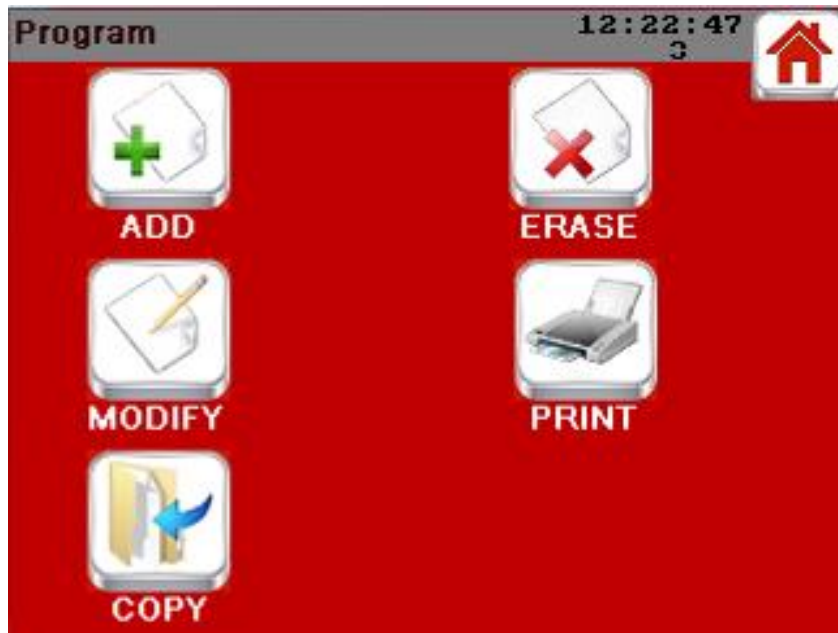 Program
12:22:47
3
ADD
ERASE
MODIFY
PRINT
COPY